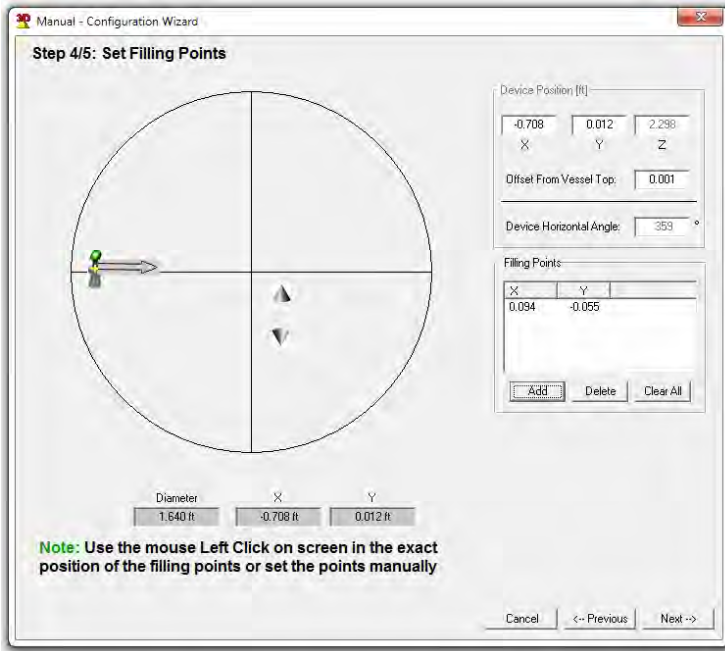 Manual - Configuration Wizard
Step 4/5: Set Filling Points
Device Position [ft]
-0.708 0.012 2.298
X Y Z
Offset From Vessel Top: 0.001
Device Horizontal Angle: 359 °
Filling Points
X Y
0.094 -0.055
Add Delete Clear All
Diameter X Y
1.640 ft -0.708 ft 0.012 ft
Note: Use the mouse Left Click on screen in the exact
position of the filling points or set the points manually
Cancel <-- Previous Next -->